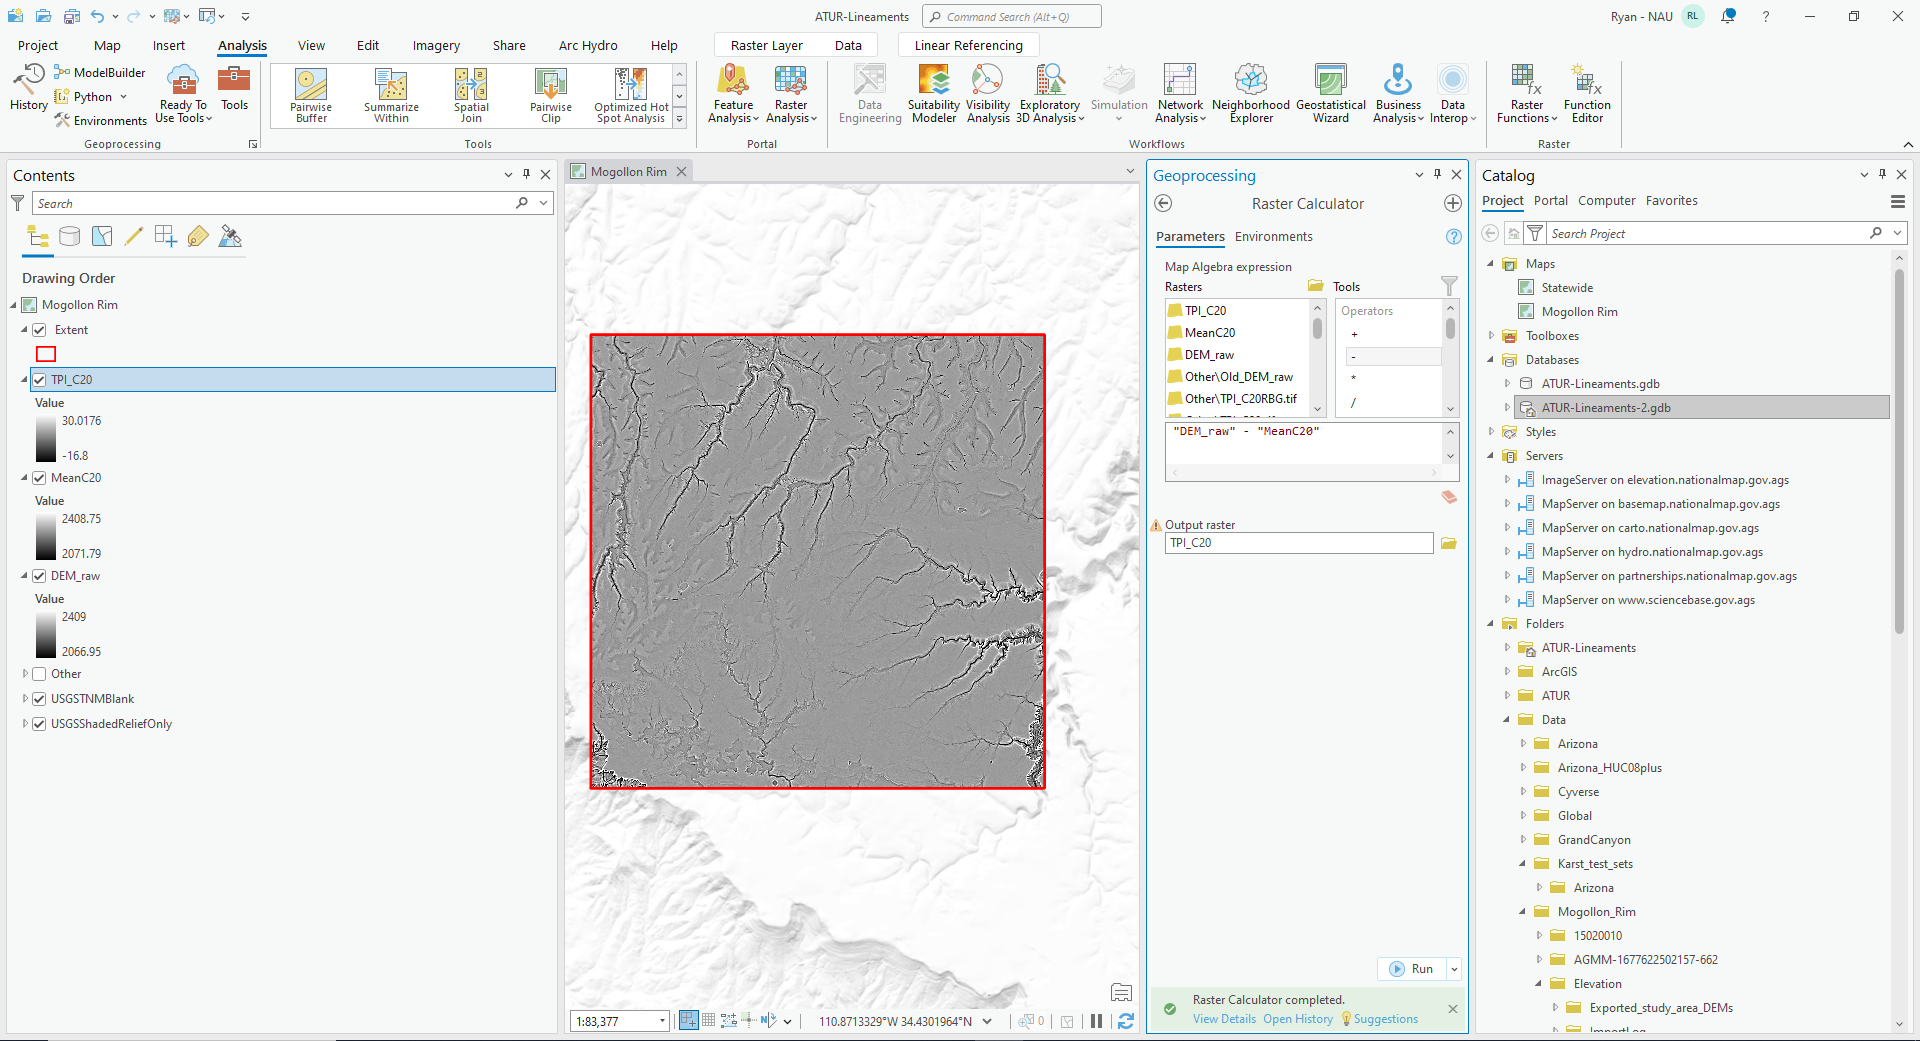 ATUR-Lineaments
Command Search (Alt+Q)
Ryan - NAU
RL
?
Project
Map
Insert
Analysis
View
Edit
Imagery
Share
Arc Hydro
Help
Raster Layer
Data
Linear Referencing
History
ModelBuilder
Python
Environments
Ready To
Use Tools
Tools
Geoprocessing
Pairwise
Buffer
Summarize
Within
Spatial
Join
Pairwise
Clip
Optimized Hot
Spot Analysis
Tools
Feature
Analysis
Raster
Analysis
Portal
Data
Engineering
Suitability
Modeler
Visibility
Analysis
Exploratory
3D Analysis
Simulation
Network
Analysis
Neighborhood
Explorer
Geostatistical
Wizard
Business
Analysis
Data
Interop
Workflows
Raster
Functions
Function
Editor
Raster
Contents
Search
Drawing Order
Mogollon Rim
Extent
TPI_C20
Value
30.0176
-16.8
MeanC20
Value
2408.75
2071.79
DEM_raw
Value
2409
2066.95
Other
USGSTNMBlank
USGSShadedReliefOnly
Mogollon Rim
1:83,377
110.8713329°W 34.4301964°N
0
Geoprocessing
Raster Calculator
Parameters
Environments
?
Map Algebra expression
Rasters
Tools
TPI_C20
MeanC20
DEM_raw
Other\Old_DEM_raw
Other\TPI_C20RBG.tif
Operators
+
-
*
/
"DEM_raw" - "MeanC20"
Output raster
TPI_C20
Run
Raster Calculator completed.
View Details Open History Suggestions
Catalog
Project Portal Computer Favorites
Search Project
Maps
Statewide
Mogollon Rim
Toolboxes
Databases
ATUR-Lineaments.gdb
ATUR-Lineaments-2.gdb
Styles
Servers
ImageServer on elevation.nationalmap.gov.ags
MapServer on basemap.nationalmap.gov.ags
MapServer on carto.nationalmap.gov.ags
MapServer on hydro.nationalmap.gov.ags
MapServer on partnerships.nationalmap.gov.ags
MapServer on www.sciencebase.gov.ags
Folders
ATUR-Lineaments
ArcGIS
ATUR
Data
Arizona
Arizona_HUC08plus
Cyverse
Global
GrandCanyon
Karst_test_sets
Arizona
Mogollon_Rim
15020010
AGMM-1677622502157-662
Elevation
Exported_study_area_DEMs